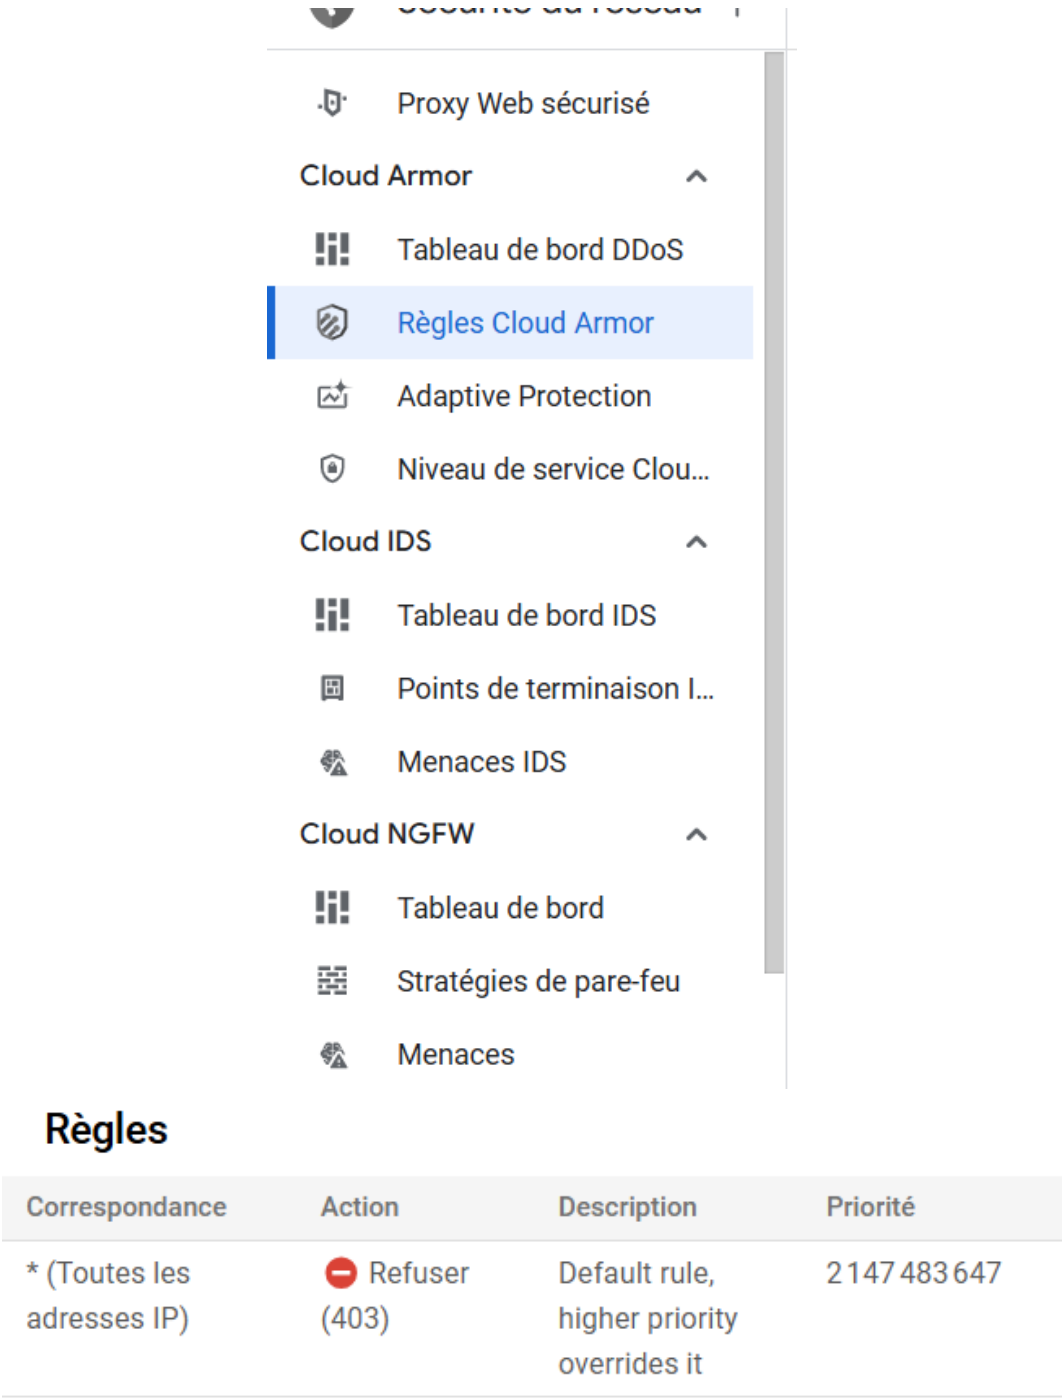 Sécurité du réseau
Proxy Web sécurisé
Cloud Armor
Tableau de bord DDoS
Règles Cloud Armor
Adaptive Protection
Niveau de service Clou...
Cloud IDS
Tableau de bord IDS
Points de terminaison I...
Menaces IDS
Cloud NGFW
Tableau de bord
Stratégies de pare-feu
Menaces
Règles
Correspondance Action Description Priorité
* (Toutes les Refuser Default rule, 2 147 483 647
adresses IP) (403) higher priority
overrides it